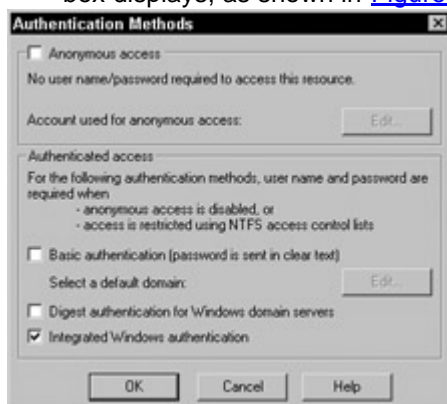 box displays, as shown in Figure
Authentication Methods
Anonymous access
No user name/password required to access this resource.
Account used for anonymous access:
Edit...
Authenticated access
For the following authentication methods, user name and password are
required when
- anonymous access is disabled, or
- access is restricted using NTFS access control lists
Basic authentication (password is sent in clear text)
Select a default domain:
Edit...
Digest authentication for Windows domain servers
Integrated Windows authentication
OK
Cancel
Help